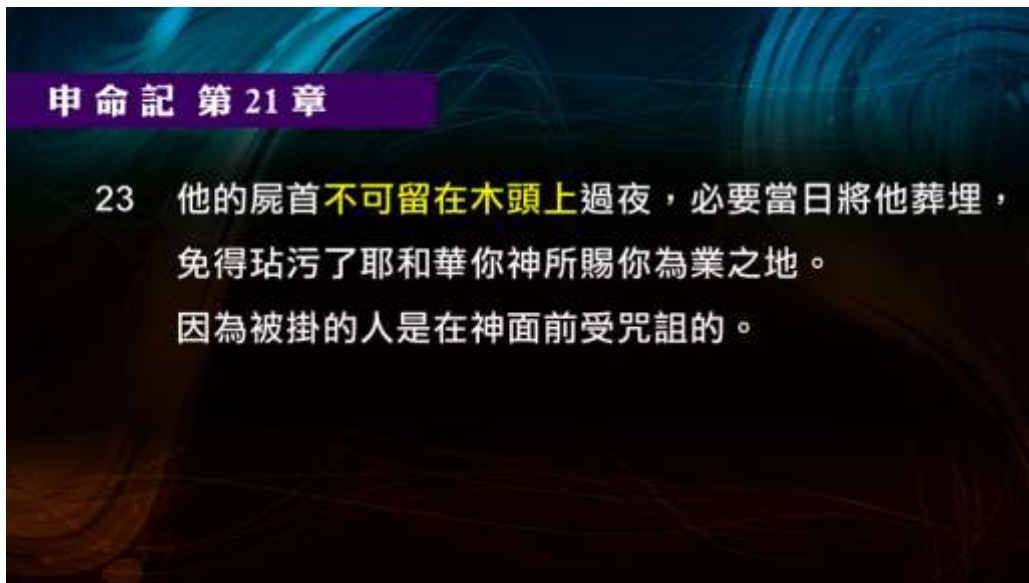 申命記 第 21 章
23 他的屍首不可留在木頭上過夜，必要當日將他葬埋，
免得玷污了耶和華你神所賜你為業之地。
因為被掛的人是在神面前受咒詛的。